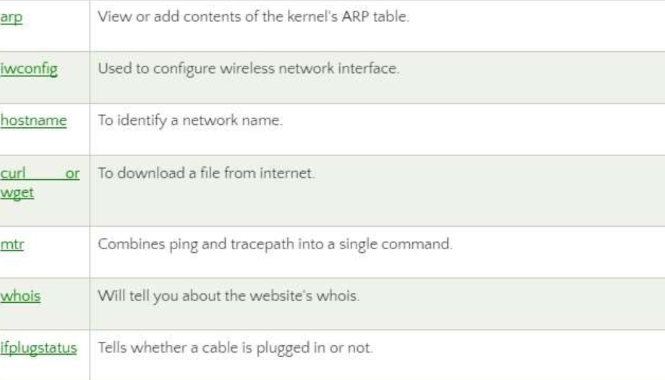 arp View or add contents of the kernel's ARP table.
iwconfig Used to configure wireless network interface.
hostname To identify a network name.
curl or To download a file from internet.
wget
mtr Combines ping and tracepath into a single command.
whois Will tell you about the website's whois.
ifplugstatus Tells whether a cable is plugged in or not.